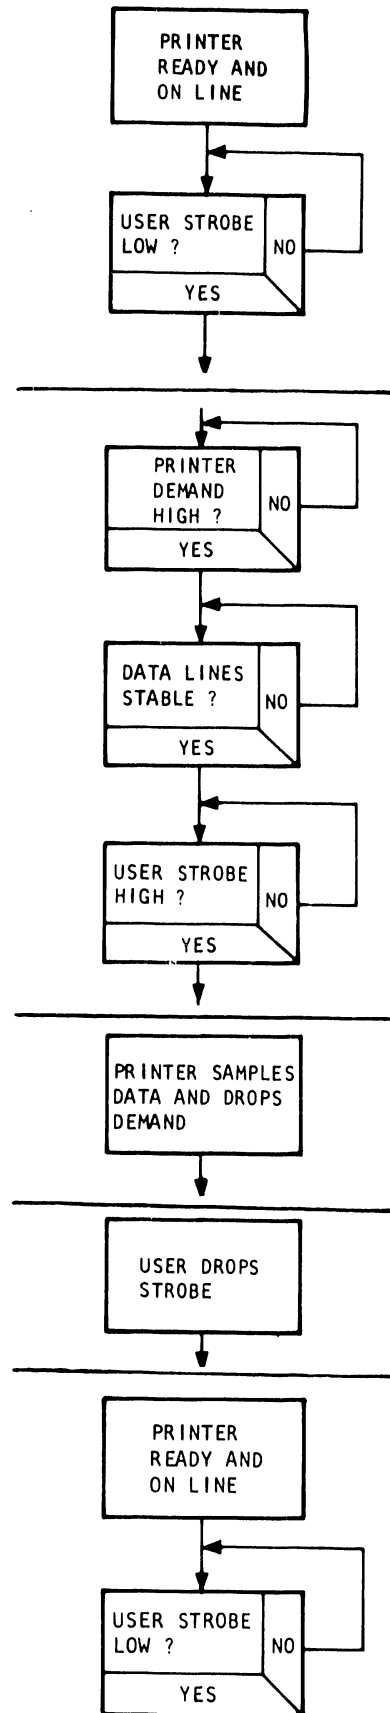 PRINTER
READY AND
ON LINE
USER STROBE
LOW ?
NO
YES
PRINTER
DEMAND
HIGH ?
NO
YES
DATA LINES
STABLE ?
NO
YES
USER STROBE
HIGH ?
NO
YES
PRINTER SAMPLES
DATA AND DROPS
DEMAND
USER DROPS
STROBE
PRINTER
READY AND
ON LINE
USER STROBE
LOW ?
NO
YES